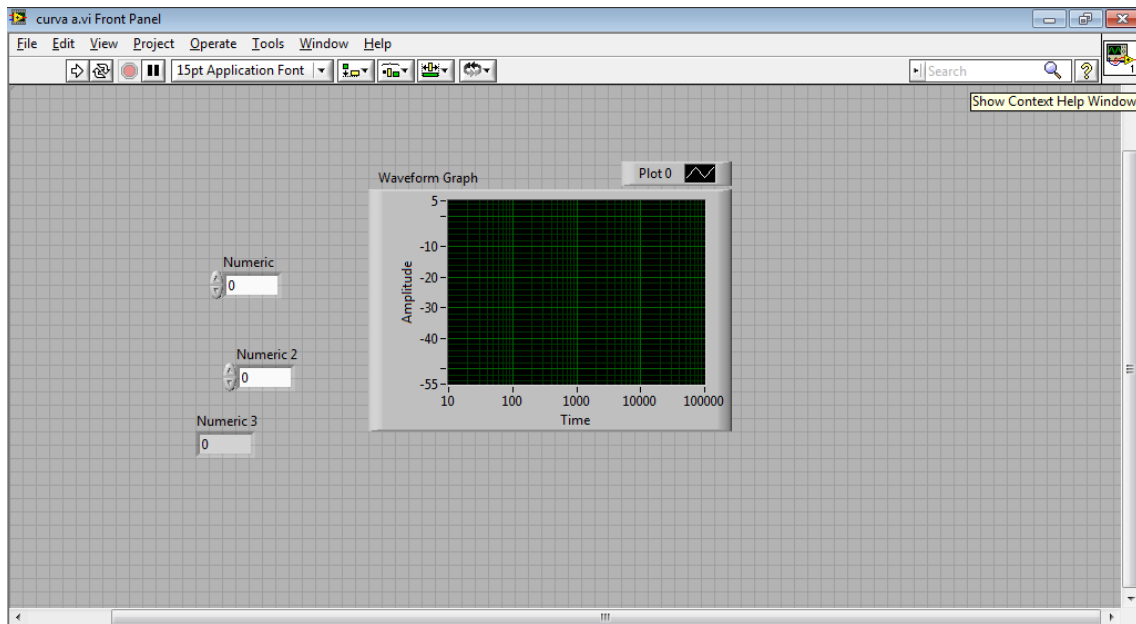 curva a.vi Front Panel
File Edit View Project Operate Tools Window Help
15pt Application Font
Search
?
1
Show Context Help Window
Waveform Graph
Plot 0
5
-10
-20
-30
-40
-55
Amplitude
10 100 1000 10000 100000
Time
Numeric
0
Numeric 2
0
Numeric 3
0